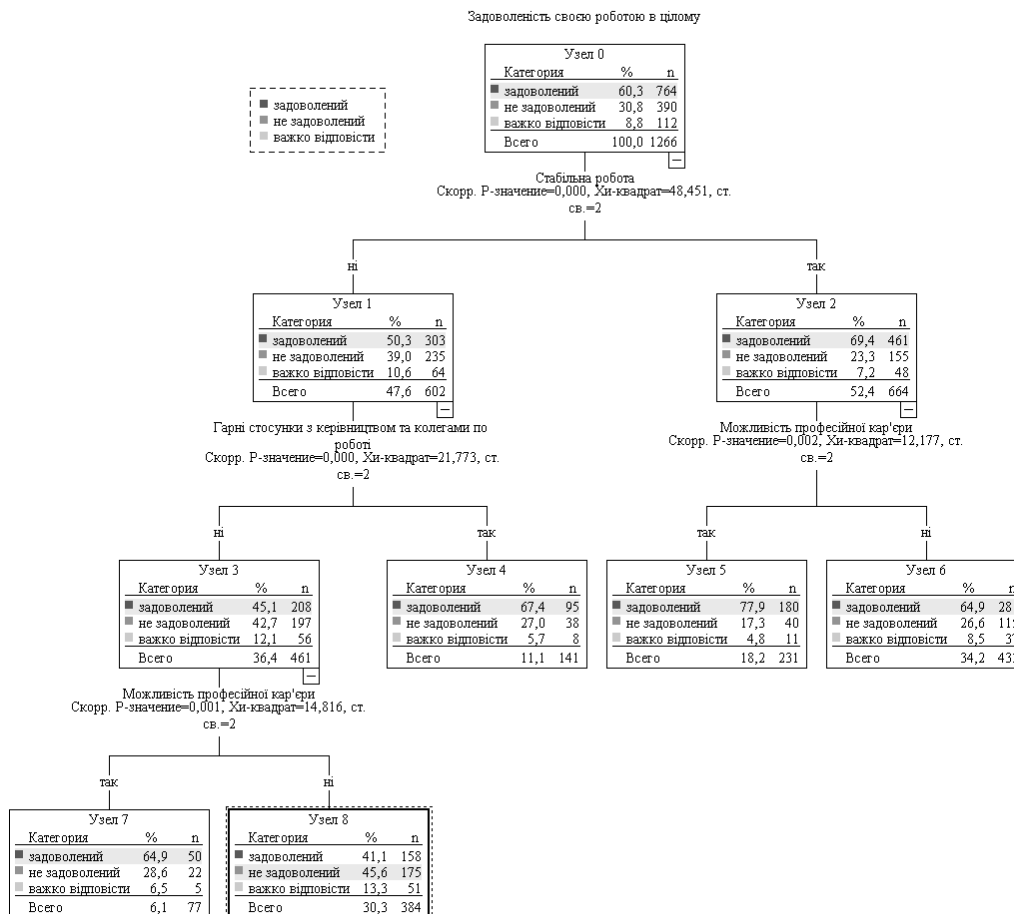 Задоволеність своєю роботою в цілому
Узел 0
Категория % n
задоволений 60,3 764
не задоволений 30,8 390
важко відповісти 8,8 112
Всего 100,0 1266
задоволений
не задоволений
важко відповісти
Стабільна робота
Скорр. P-значение=0,000, Хи-квадрат=48,451, ст.
св.=2
ні
так
Узел 1
Категория % n
задоволений 50,3 303
не задоволений 39,0 235
важко відповісти 10,6 64
Всего 47,6 602
Узел 2
Категория % n
задоволений 69,4 461
не задоволений 23,3 155
важко відповісти 7,2 48
Всего 52,4 664
Гарні стосунки з керівництвом та колегами по
роботі
Скорр. P-значение=0,000, Хи-квадрат=21,773, ст.
св.=2
Можливість професійної кар'єри
Скорр. P-значение=0,002, Хи-квадрат=12,177, ст.
св.=2
ні
так
так
ні
Узел 3
Категория % n
задоволений 45,1 208
не задоволений 42,7 197
важко відповісти 12,1 56
Всего 36,4 461
Узел 4
Категория % n
задоволений 67,4 95
не задоволений 27,0 38
важко відповісти 5,7 8
Всего 11,1 141
Узел 5
Категория % n
задоволений 77,9 180
не задоволений 17,3 40
важко відповісти 4,8 11
Всего 18,2 231
Узел 6
Категория % n
задоволений 64,9
не задоволений 26,6
важко відповісти 8,5
Всего 34,2
Можливість професійної кар'єри
Скорр. P-значение=0,001, Хи-квадрат=14,816, ст.
св.=2
так
ні
Узел 7
Категория % n
задоволений 64,9 50
не задоволений 28,6 22
важко відповісти 6,5 5
Всего 6,1 77
Узел 8
Категория % n
задоволений 41,1 158
не задоволений 45,6 175
важко відповісти 13,3 51
Всего 30,3 384